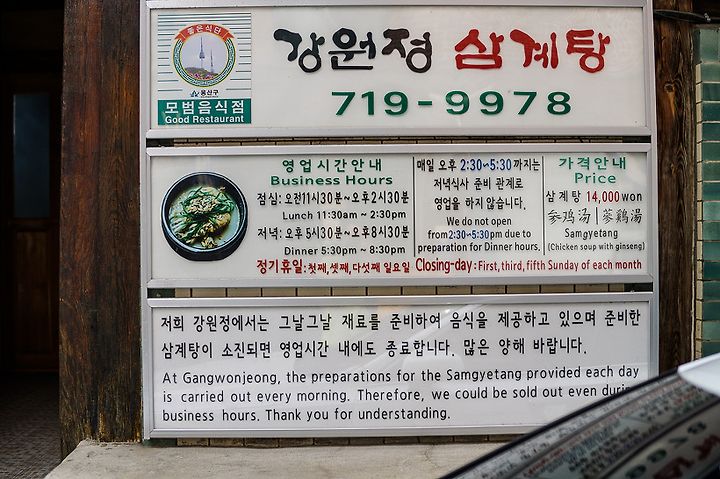 좋은식단
용산구
모범음식점
Good Restaurant
강원정 삼계탕
719-9978
영업시간안내
Business Hours
점심: 오전11시30분~오후2시30분
Lunch 11:30am ~ 2:30pm
저녁: 오후5시30분~오후8시30분
Dinner 5:30pm ~ 8:30pm
매일 오후 2:30~5:30 까지는
저녁식사 준비 관계로
영업을 하지 않습니다.
We do not open
from2:30~5:30pm due to
preparation for Dinner hours.
가격안내
Price
삼계탕 14,000 won
参鸡汤 | 蔘鷄湯
Samgyetang
(Chicken soup with ginseng)
정기휴일: 첫째,셋째,다섯째 일요일 Closing-day : First, third, fifth Sunday of each month
저희 강원정에서는 그날그날 재료를 준비하여 음식을 제공하고 있으며 준비한
삼계탕이 소진되면 영업시간 내에도 종료합니다. 많은 양해 바랍니다.
At Gangwonjeong, the preparations for the Samgyetang provided each day
is carried out every morning. Therefore, we could be sold out even during
business hours. Thank you for understanding.